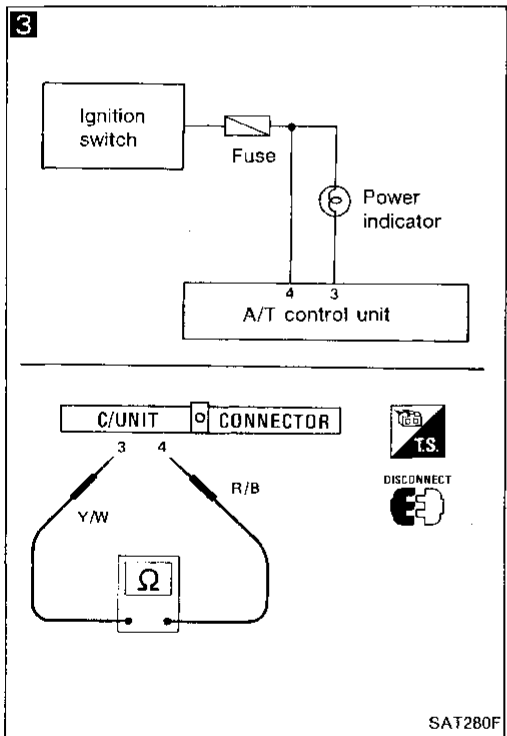 3
Ignition
switch
Fuse
Power
indicator
4 3
A/T control unit
C/UNIT CONNECTOR
T.S.
3 4
DISCONNECT
Y/W R/B
Ω
SAT280F